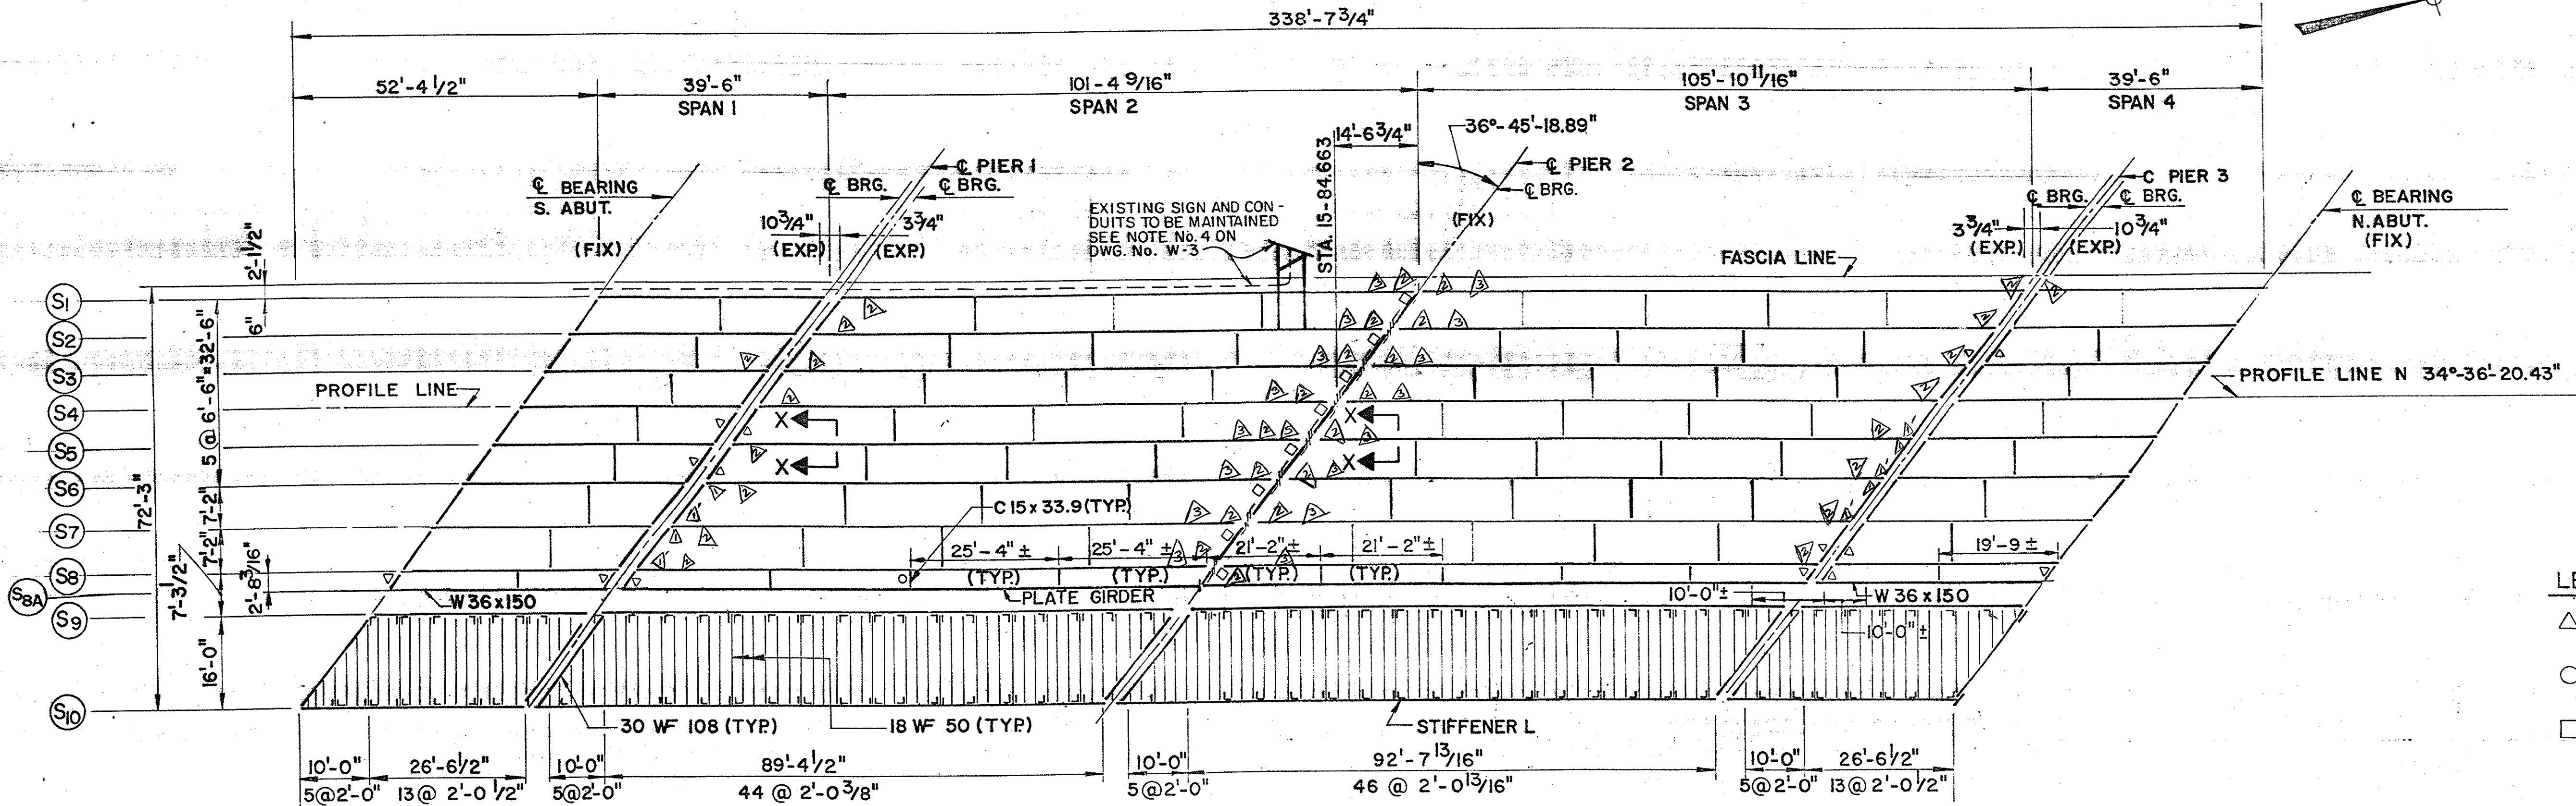 338'-7 3/4"
52'-4 1/2"
39'-6"
SPAN 1
101-4 9/16"
SPAN 2
105'-10 11/16"
SPAN 3
39'-6"
SPAN 4
14'-6 3/4"
36°-45'-18.89"
STA. 15-84.663
℄ BEARING
S. ABUT.
(FIX)
℄ PIER 1
℄ BRG.
℄ BRG.
10 3/4"
(EXP.)
3 3/4"
(EXP.)
EXISTING SIGN AND CON-
DUITS TO BE MAINTAINED
SEE NOTE No. 4 ON
DWG. No. W-3
℄ PIER 2
℄ BRG.
(FIX)
FASCIA LINE
C PIER 3
℄ BRG.
℄ BRG.
3 3/4"
(EXP.)
10 3/4"
(EXP.)
℄ BEARING
N. ABUT.
(FIX)
2'-1 1/2"
6"
S1
S2
S3
S4
S5
S6
S7
S8
S8A
S9
S10
72'-3"
5 @ 6'-6"=32'-6"
7'-2"
7'-2"
7'-3 1/2"
2'-8 3/16"
16'-0"
PROFILE LINE
PROFILE LINE N 34°-36'-20.43"
X
X
X
X
C 15 x 33.9 (TYP.)
25'-4" ±
(TYP.)
25'-4" ±
(TYP.)
21'-2" ±
(TYP.)
21'-2" ±
(TYP.)
19'-9 ±
W 36 x 150
PLATE GIRDER
10'-0" ±
W 36 x 150
10'-0" ±
30 WF 108 (TYP.)
18 WF 50 (TYP.)
STIFFENER L
10'-0"
5@2'-0"
26'-6 1/2"
13@ 2'-0 1/2"
10'-0"
5@2'-0"
89'-4 1/2"
44 @ 2'-0 3/8"
10'-0"
5@2'-0"
92'-7 13/16"
46 @ 2'-0 13/16"
10'-0"
5@2'-0"
26'-6 1/2"
13@2'-0 1/2"
LE